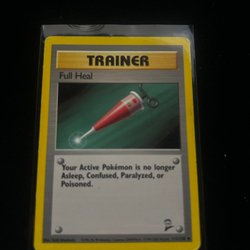 TRAINER
Full Heal
Your Active Pokémon is no longer
Asleep, Confused, Paralyzed, or
Poisoned.